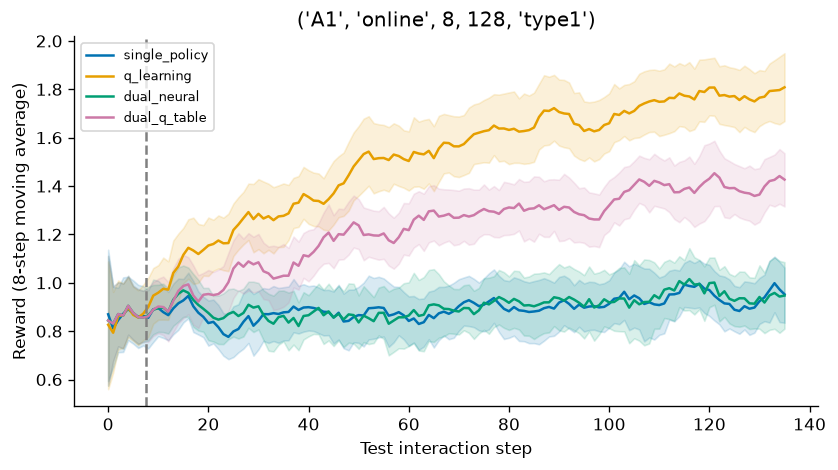 ('A1', 'online', 8, 128, 'type1')
single_policy
q_learning
dual_neural
dual_q_table
Reward (8-step moving average)
2.0
1.8
1.6
1.4
1.2
1.0
0.8
0.6
0 20 40 60 80 100 120 140
Test interaction step